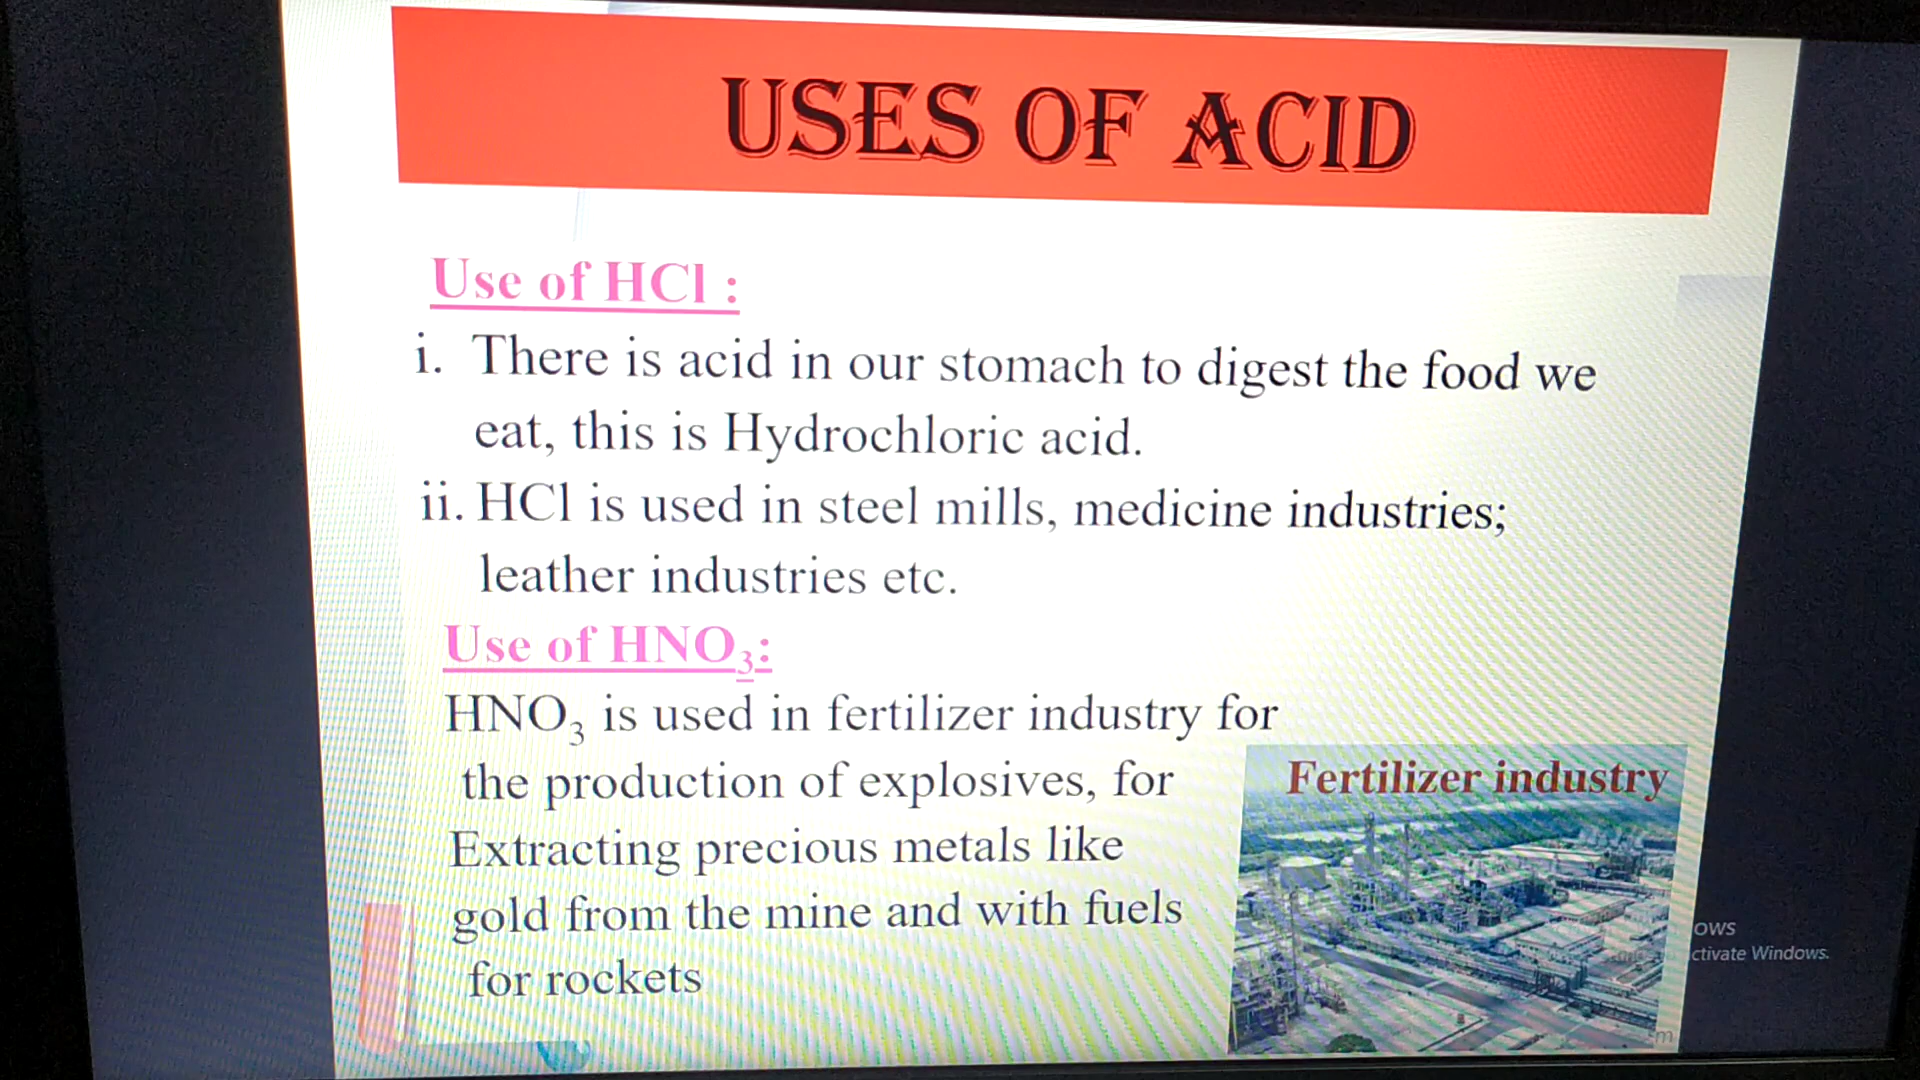 USES OF ACID
Use of HCl :
i. There is acid in our stomach to digest the food we
eat, this is Hydrochloric acid.
ii. HCl is used in steel mills, medicine industries;
leather industries etc.
Use of HNO₃:
HNO₃ is used in fertilizer industry for
the production of explosives, for
Extracting precious metals like
gold from the mine and with fuels
for rockets
Fertilizer industry
ows
ctivate Windows.